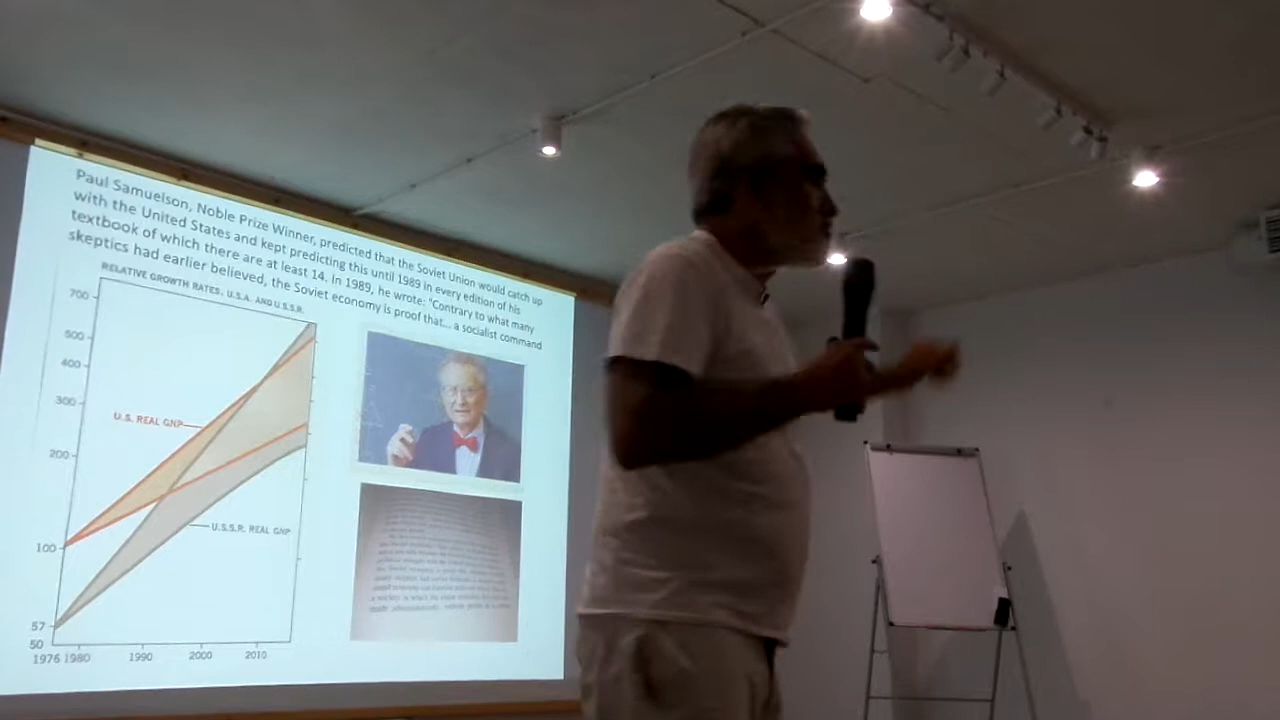 Paul Samuelson, Noble Prize Winner, predicted that the Soviet Union would catch up
with the United States and kept predicting this until 1989 in every edition of his
textbook of which there are at least 14. In 1989, he wrote: "Contrary to what many
skeptics had earlier believed, the Soviet economy is proof that... a socialist command
RELATIVE GROWTH RATES, U.S.A. AND U.S.S.R.
700
500
400
300
U.S. REAL GNP
200
U.S.S.R. REAL GNP
100
57
50
1976 1980 1990 2000 2010